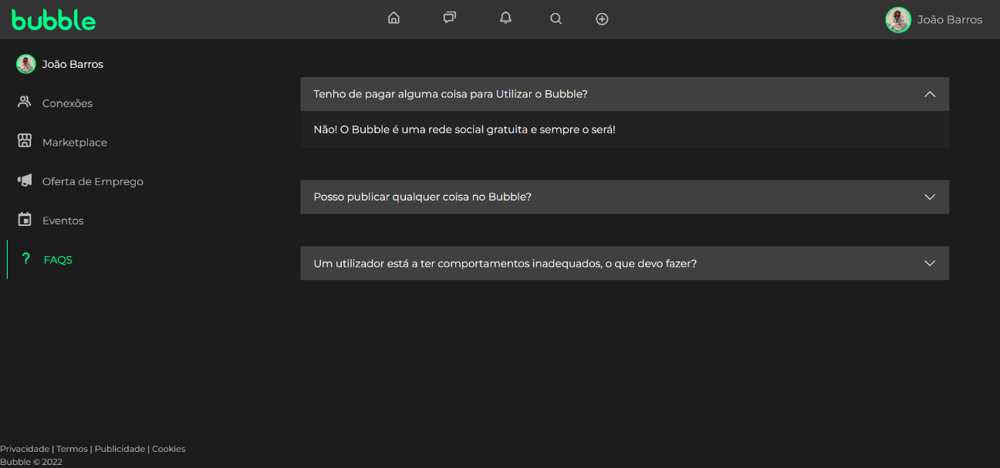 bubble
João Barros
João Barros
Conexões
Marketplace
Oferta de Emprego
Eventos
? FAQS
Tenho de pagar alguma coisa para Utilizar o Bubble?
Não! O Bubble é uma rede social gratuita e sempre o será!
Posso publicar qualquer coisa no Bubble?
Um utilizador está a ter comportamentos inadequados, o que devo fazer?
Privacidade | Termos | Publicidade | Cookies
Bubble © 2022